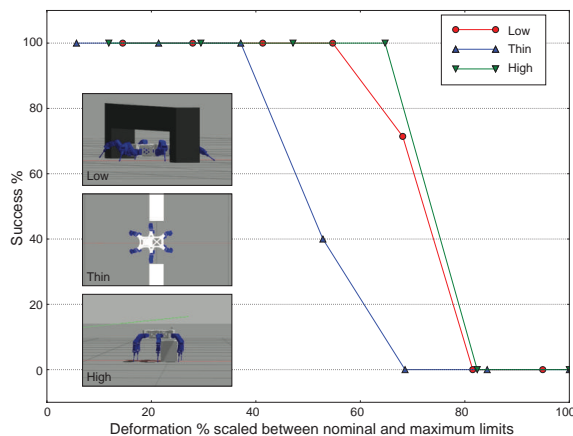 Success %
100
80
60
40
20
0
0 20 40 60 80 100
Deformation % scaled between nominal and maximum limits
Low
Thin
High
Low
Thin
High